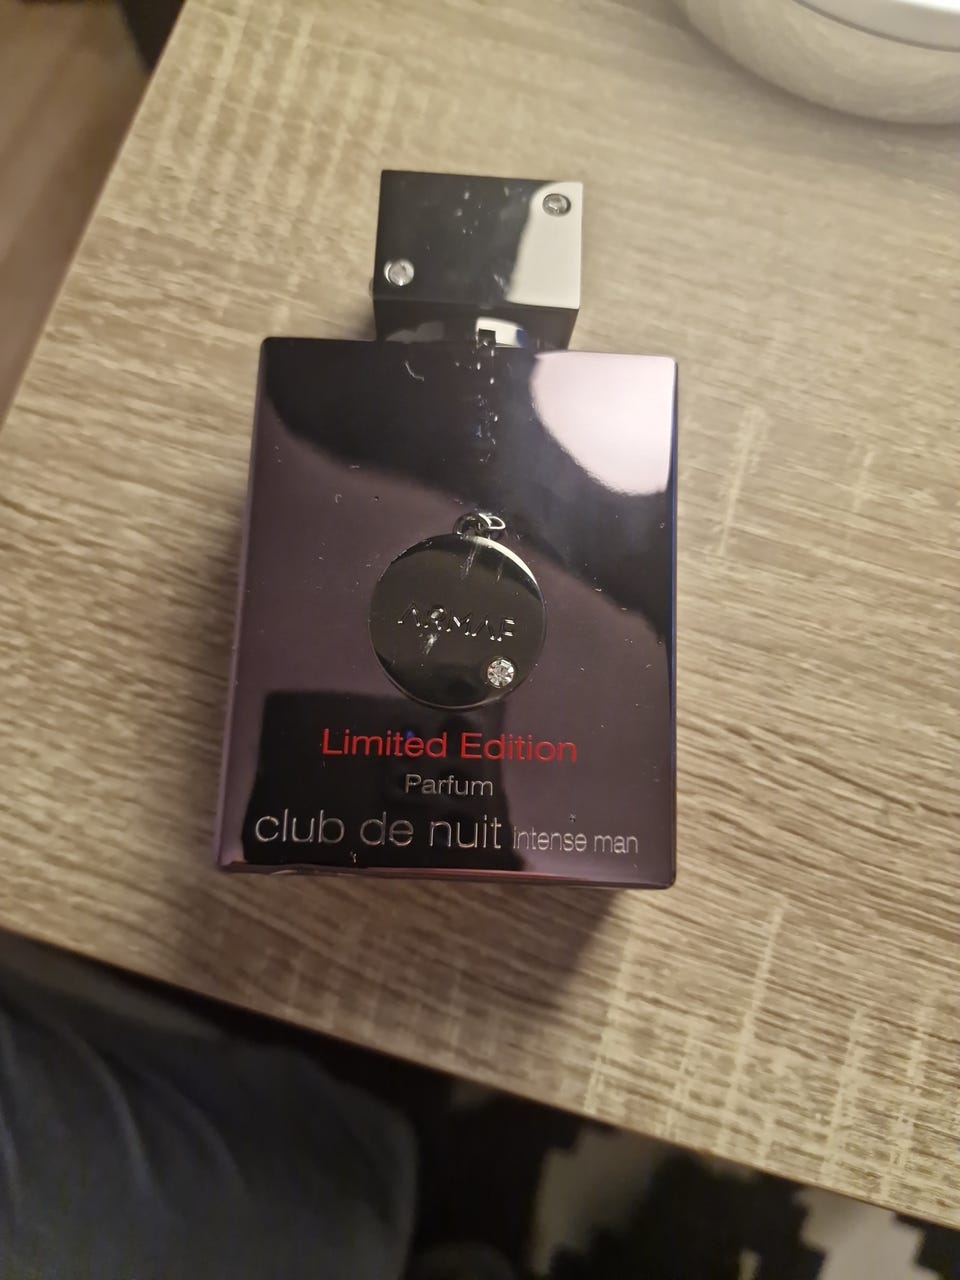 ARMAF
Limited Edition
Parfum
club de nuit intense man